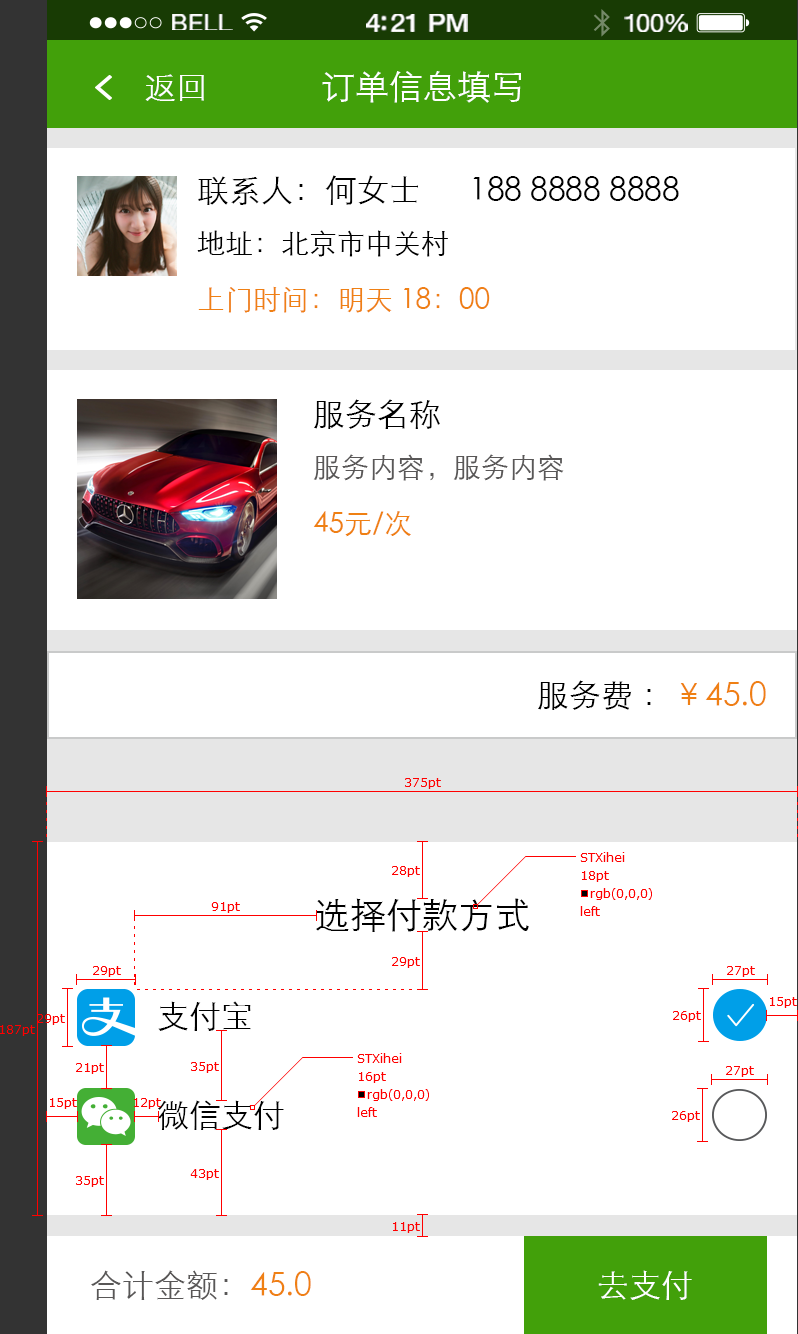 BELL 4:21 PM 100%
返回 订单信息填写
联系人：何女士 188 8888 8888
地址：北京市中关村
上门时间：明天 18：00
服务名称
服务内容，服务内容
45元/次
服务费： ￥45.0
375pt
28pt
STXihei
18pt
rgb(0,0,0)
left
91pt
选择付款方式
29pt
29pt
27pt
187pt
29pt
支
支付宝
26pt
15pt
21pt
35pt
STXihei
16pt
rgb(0,0,0)
left
27pt
15pt
12pt
微信支付
26pt
35pt
43pt
11pt
合计金额：45.0 去支付